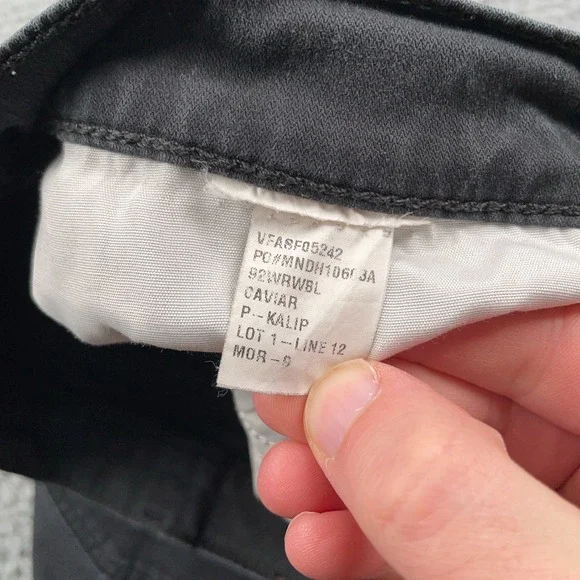 VFASF05242
92WRWBL
CAVIAR
P--KALIP
LOT 1--LINE 12
MOR-9